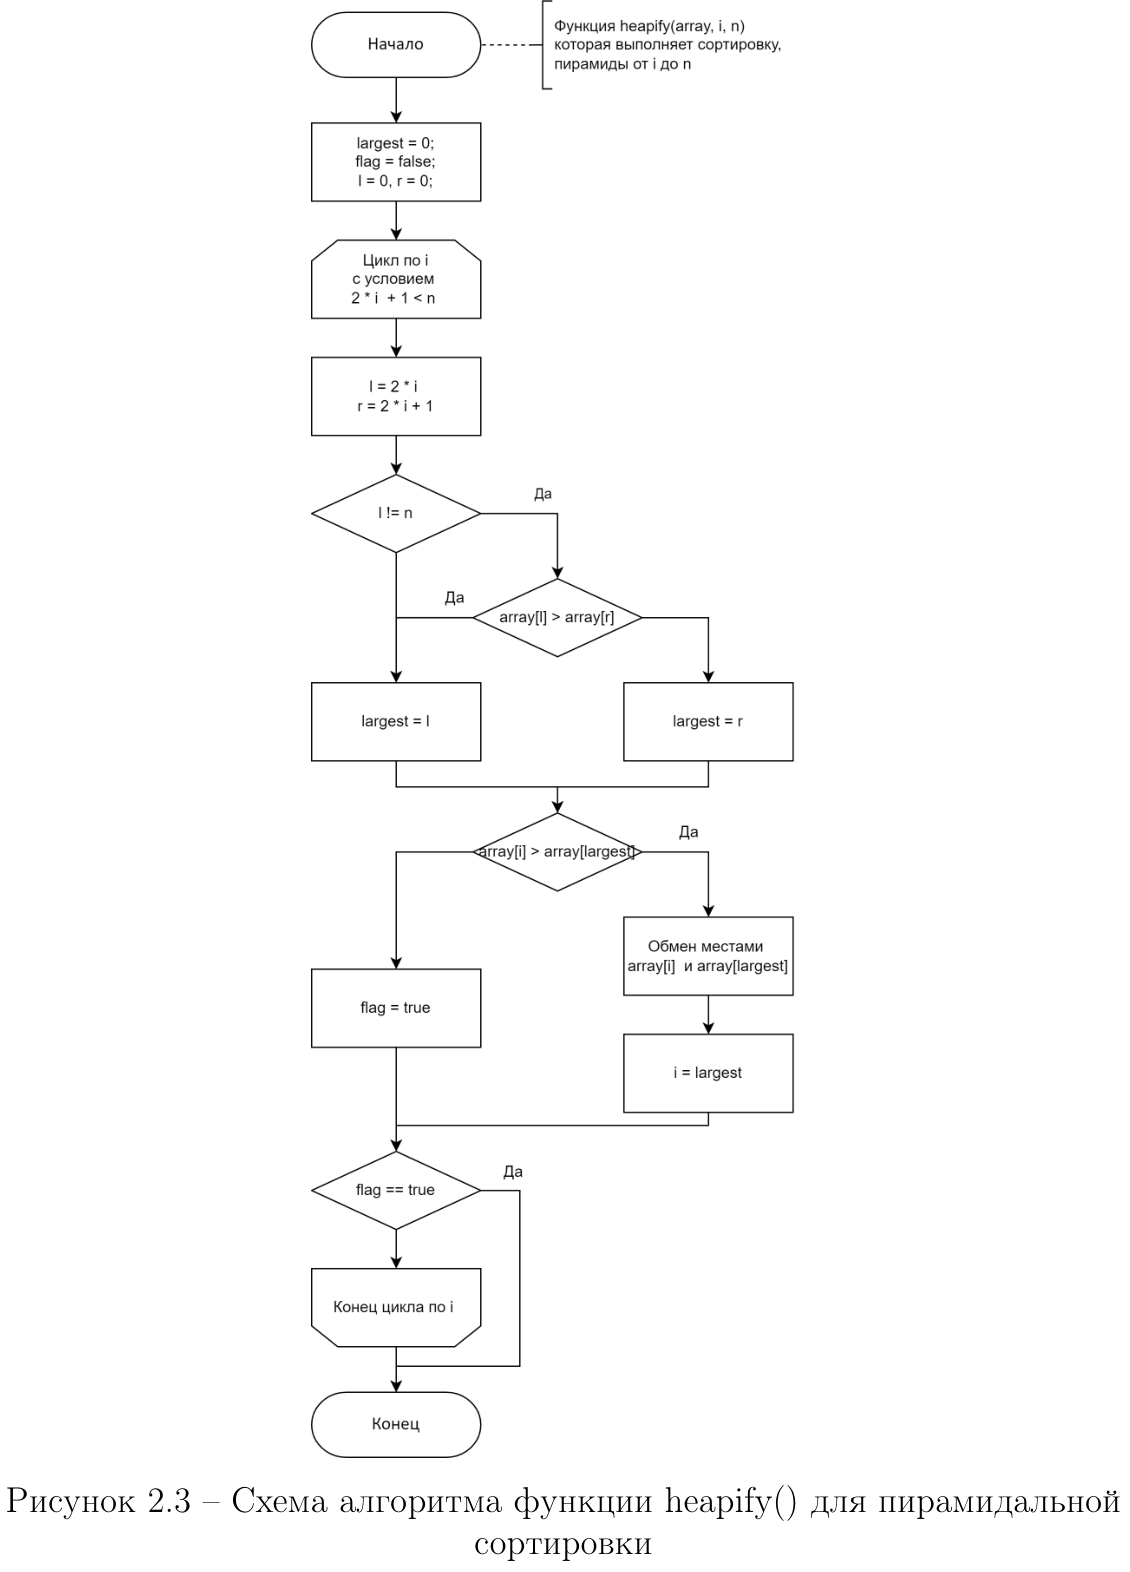 Начало
Функция heapify(array, i, n)
которая выполняет сортировку,
пирамиды от i до n
largest = 0;
flag = false;
l = 0, r = 0;
Цикл по i
с условием
2 * i + 1 < n
l = 2 * i
r = 2 * i + 1
l != n
Да
array[l] > array[r]
Да
largest = l
largest = r
array[i] > array[largest]
Да
Обмен местами
array[i] и array[largest]
flag = true
i = largest
flag == true
Да
Конец цикла по i
Конец
Рисунок 2.3 – Схема алгоритма функции heapify() для пирамидальной
сортировки